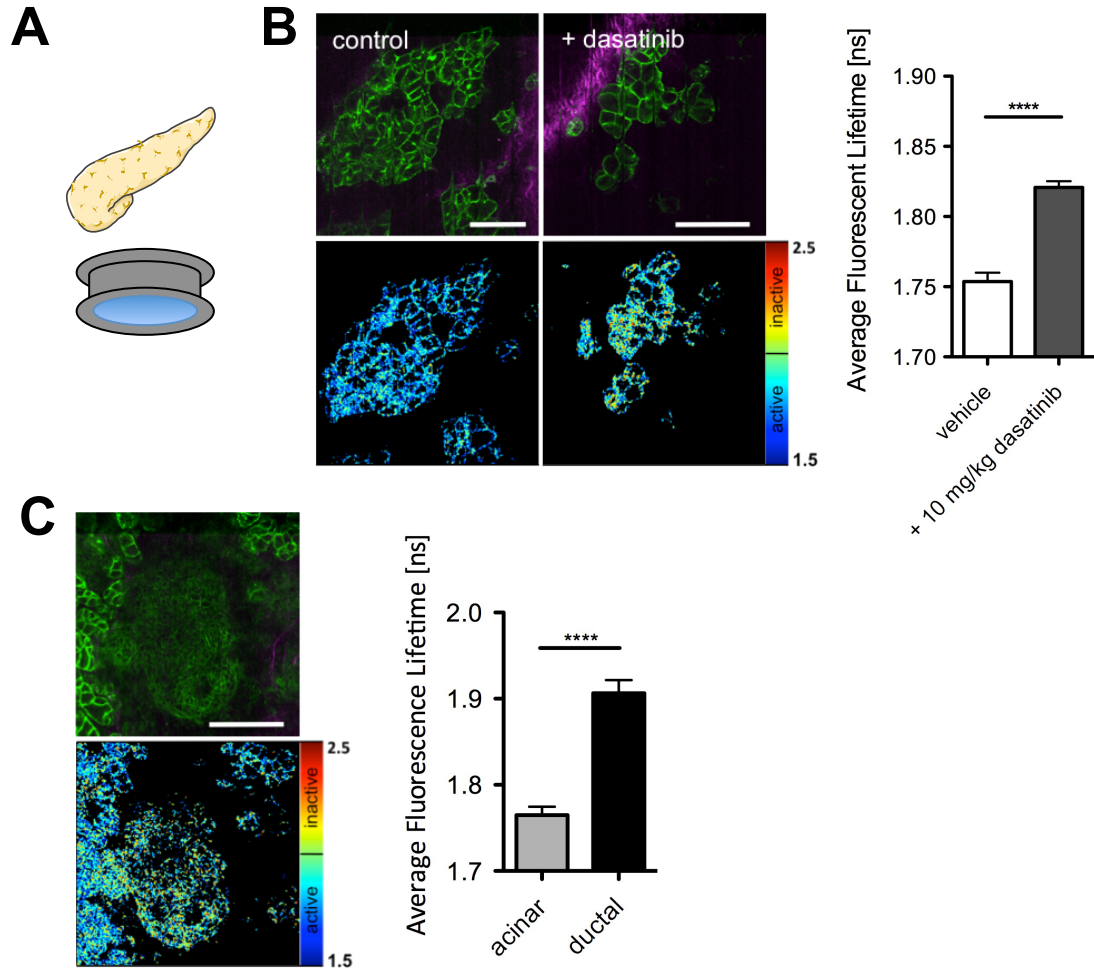 A
B
control
+ dasatinib
2.5
inactive
active
1.5
Average Fluorescent Lifetime [ns]
1.90
1.85
1.80
1.75
1.70
****
vehicle
+ 10 mg/kg dasatinib
C
2.5
inactive
active
1.5
Average Fluorescence Lifetime [ns]
2.0
1.9
1.8
1.7
****
acinar
ductal